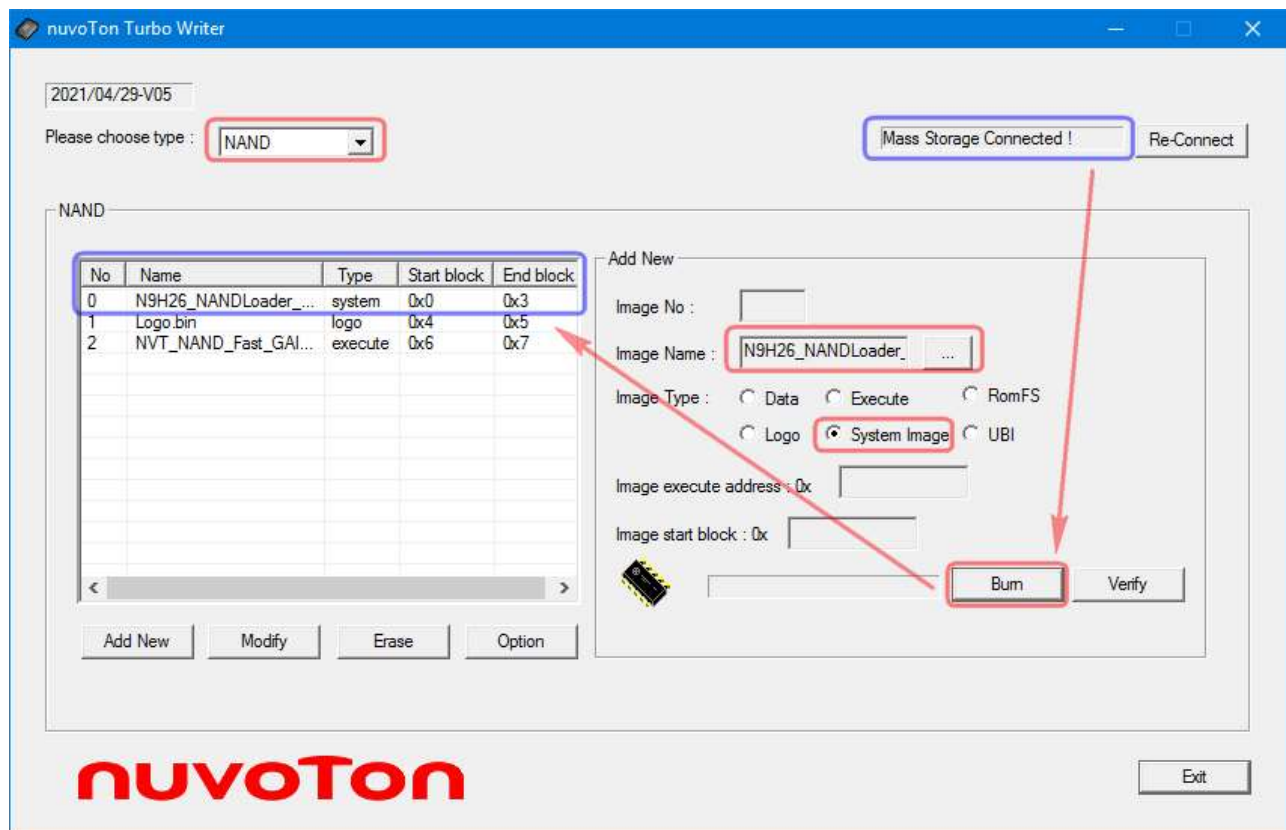 nuvoTon Turbo Writer
2021/04/29-V05
Please choose type :
NAND
Mass Storage Connected !
Re-Connect
NAND
No Name Type Start block End block
0 N9H26_NANDLoader_... system 0x0 0x3
1 Logo.bin logo 0x4 0x5
2 NVT_NAND_Fast_GAI... execute 0x6 0x7
Add New
Image No :
Image Name : N9H26_NANDLoader_ ...
Image Type : Data Execute RomFS
Logo System Image UBI
Image execute address : 0x
Image start block : 0x
Burn Verify
Add New Modify Erase Option
nuvoTon
Exit